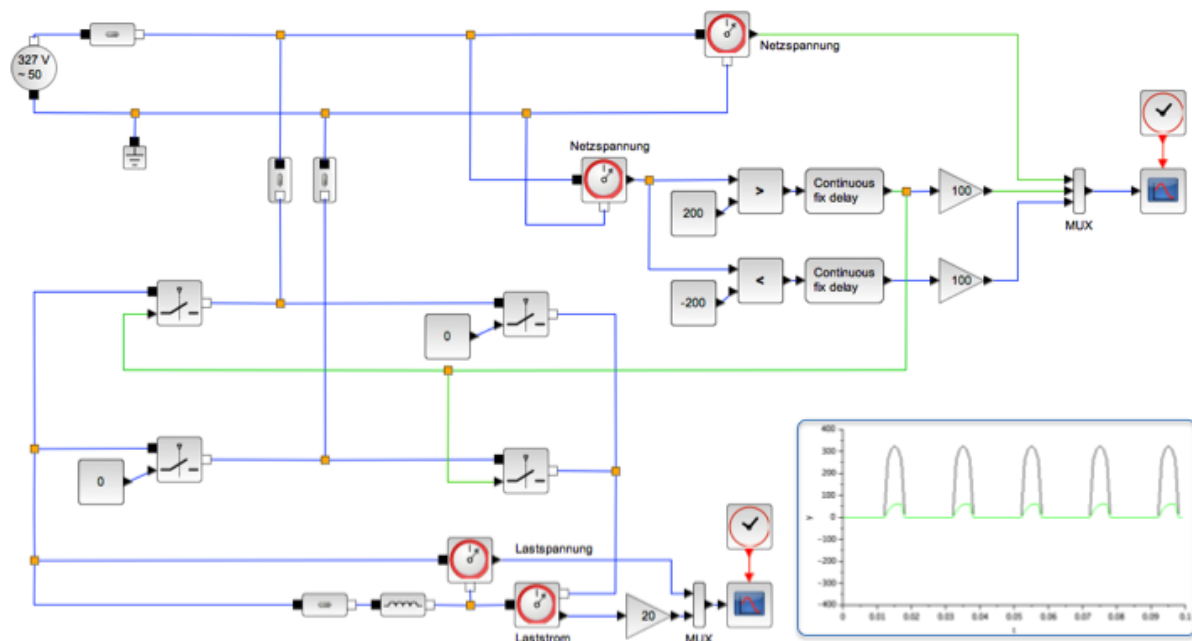 327 V
~ 50
Netzspannung
Netzspannung
200
>
Continuous
fix delay
100
MUX
-200
<
Continuous
fix delay
100
0
0
Lastspannung
Laststrom
20
MUX
400
300
200
100
0
-100
-200
-300
-400
y
0
0.01
0.02
0.03
0.04
0.05
0.06
0.07
0.08
0.09
0.1
t